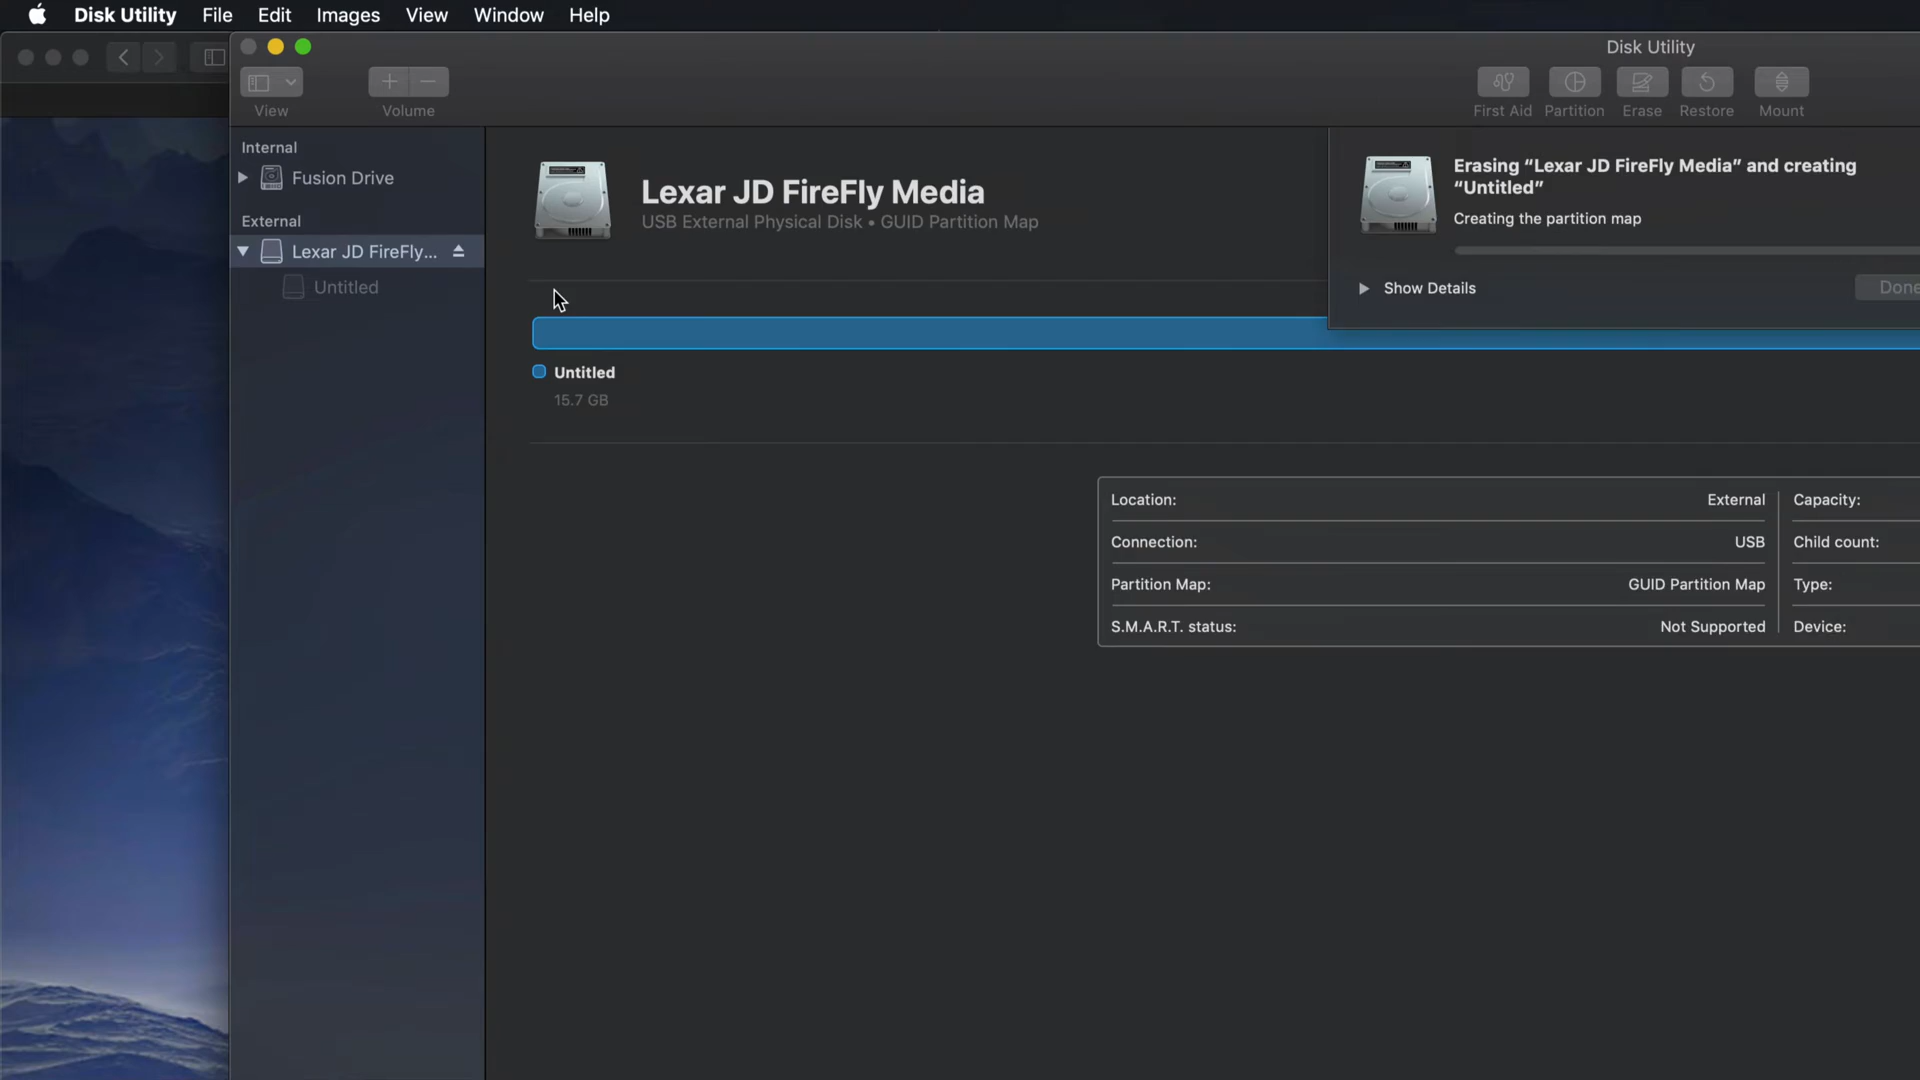 Disk Utility File Edit Images View Window Help
Disk Utility
View
Volume
First Aid Partition Erase Restore Mount
Internal
Fusion Drive
External
Lexar JD FireFly...
Untitled
Lexar JD FireFly Media
USB External Physical Disk • GUID Partition Map
Erasing “Lexar JD FireFly Media” and creating
“Untitled”
Creating the partition map
Show Details
Done
Untitled
15.7 GB
Location: External
Capacity:
Connection: USB
Child count:
Partition Map: GUID Partition Map
Type:
S.M.A.R.T. status: Not Supported
Device: